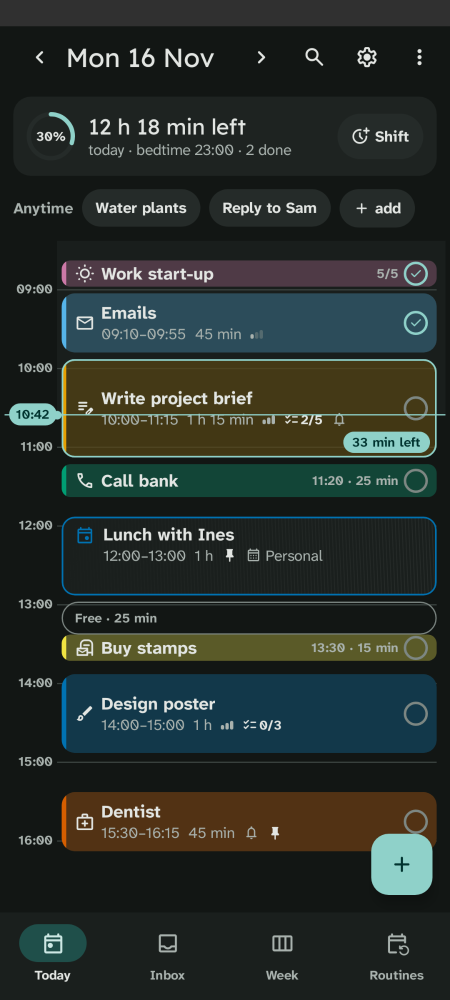 Mon 16 Nov
30%
12 h 18 min left
today · bedtime 23:00 · 2 done
Shift
Anytime
Water plants
Reply to Sam
+ add
Work start-up
5/5
09:00
Emails
09:10–09:55 45 min
10:00
Write project brief
10:42
10:00–11:15 1 h 15 min 2/5
11:00
33 min left
Call bank
11:20 · 25 min
12:00
Lunch with Ines
12:00–13:00 1 h Personal
13:00
Free · 25 min
Buy stamps
13:30 · 15 min
14:00
Design poster
14:00–15:00 1 h 0/3
15:00
Dentist
15:30–16:15 45 min
16:00
+
Today
Inbox
Week
Routines